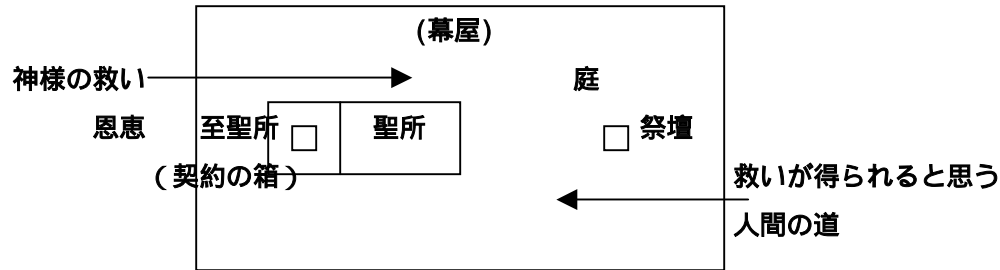 (幕屋)
神様の救い
庭
恩恵
至聖所
聖所
祭壇
(契約の箱)
救いが得られると思う
人間の道